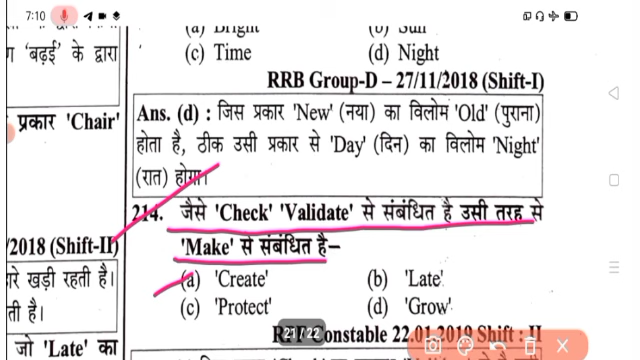 7:10
(a) Bright (b) Sun
ग 'बढ़ई' के द्वारा
(c) Time (d) Night
RRB Group-D – 27/11/2018 (Shift-I)
प्रकार 'Chair'
Ans. (d) : जिस प्रकार 'New' (नया) का विलोम 'Old' (पुराना)
होता है, ठीक उसी प्रकार से 'Day' (दिन) का विलोम 'Night'
(रात) होगा।
214. जैसे 'Check' 'Validate' से संबंधित है उसी तरह से
/2018 (Shift-II)
'Make' से संबंधित है–
रे खड़ी रहती है।
(a) 'Create' (b) 'Late'
ती है।
(c) 'Protect' (d) 'Grow'
21 / 22
Constable 22.01.2019 Shift : II
जो 'Late' का